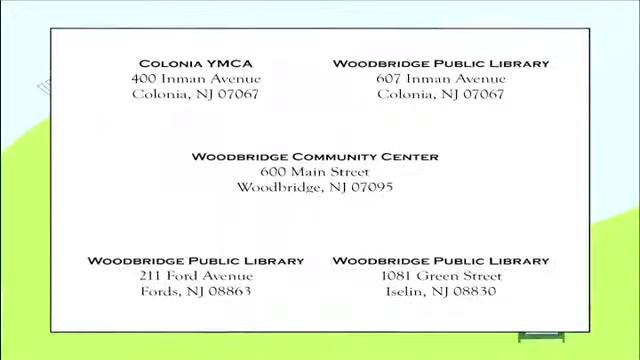 Colonia YMCA
400 Inman Avenue
Colonia, NJ 07067
Woodbridge Public Library
607 Inman Avenue
Colonia, NJ 07067
Woodbridge Community Center
600 Main Street
Woodbridge, NJ 07095
Woodbridge Public Library
211 Ford Avenue
Fords, NJ 08863
Woodbridge Public Library
1081 Green Street
Iselin, NJ 08830